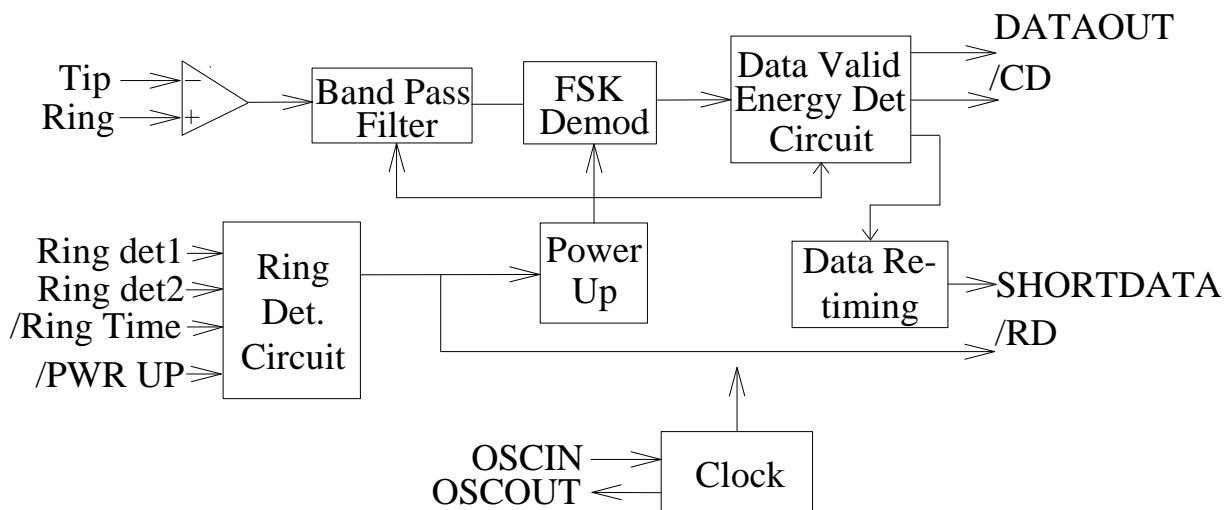 Tip
Ring
−
+
Band Pass
Filter
FSK
Demod
Data Valid
Energy Det
Circuit
DATAOUT
/CD
Ring det1
Ring det2
/Ring Time
/PWR UP
Ring
Det.
Circuit
Power
Up
Data Re-
timing
SHORTDATA
/RD
OSCIN
OSCOUT
Clock